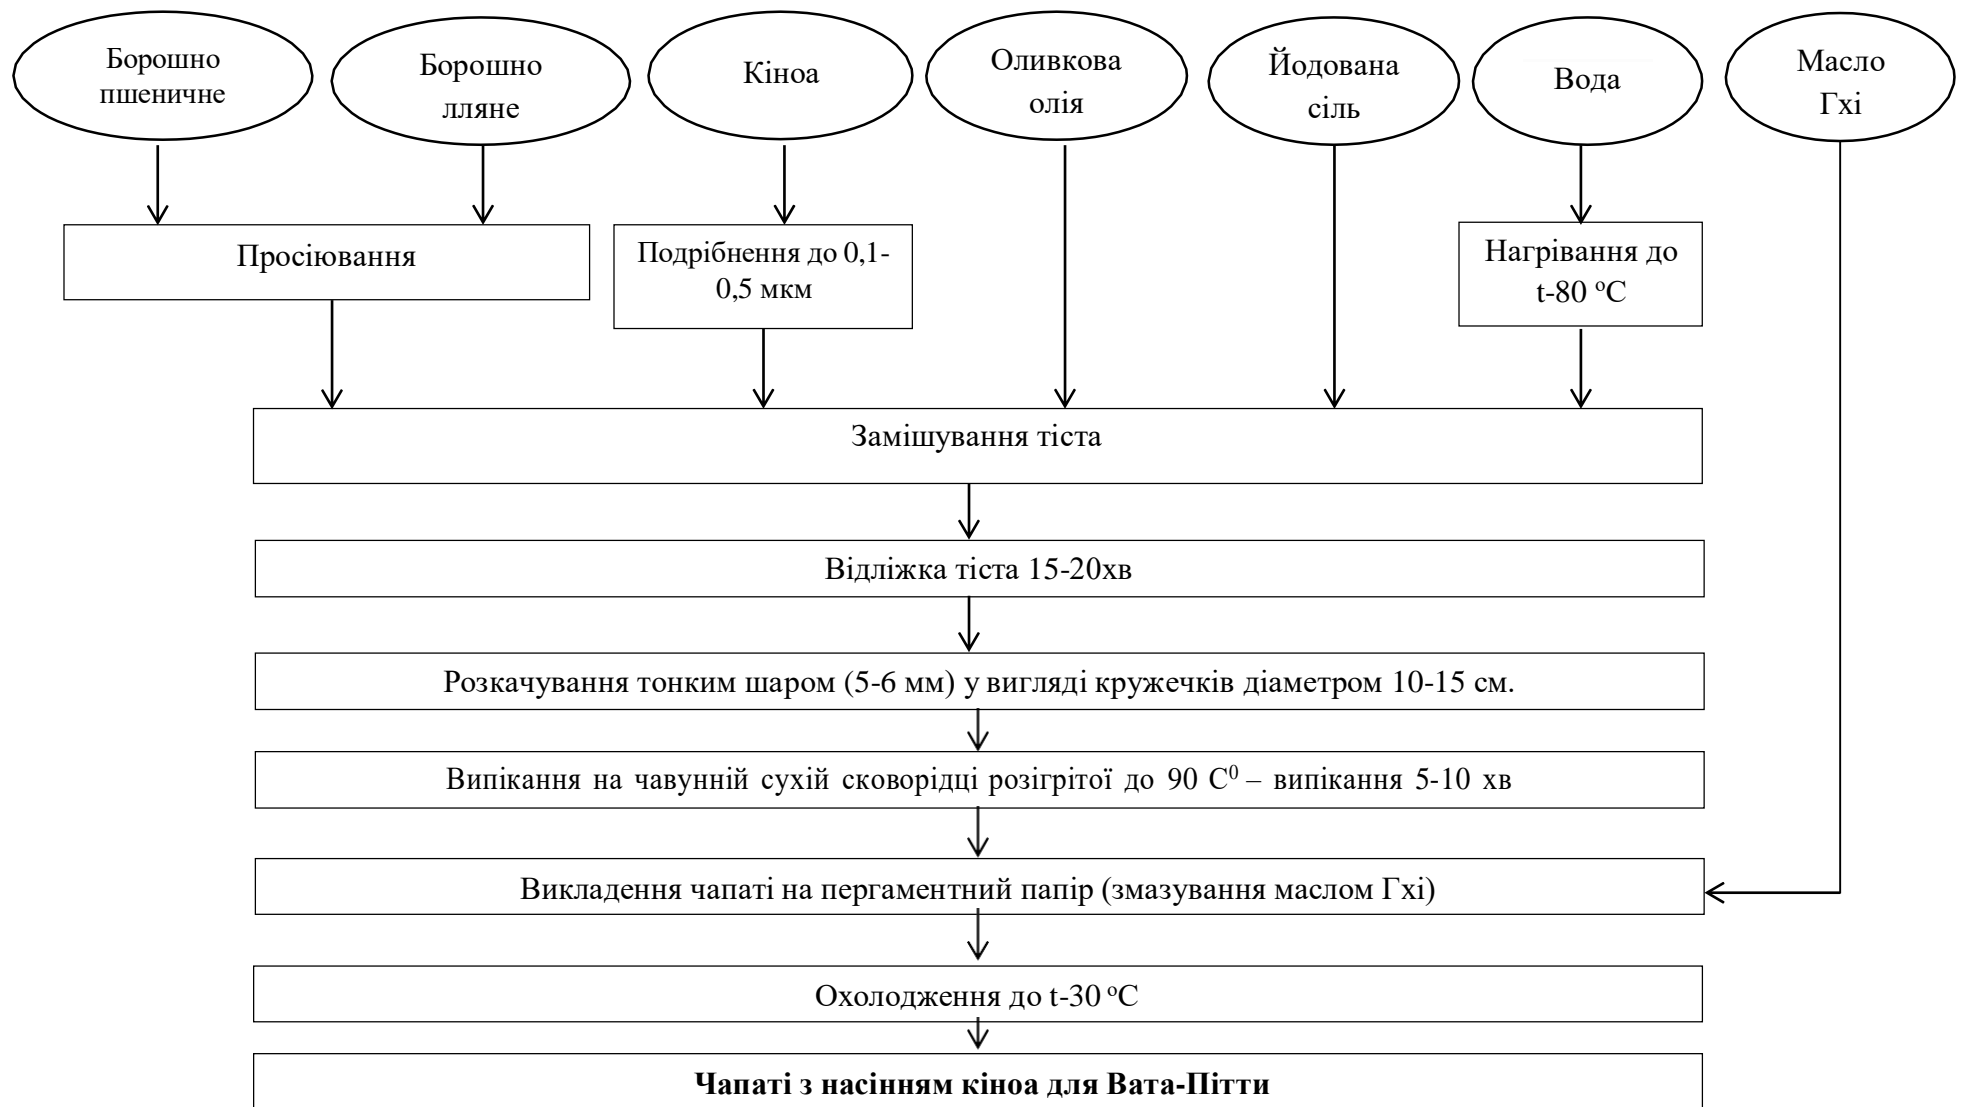 Борошно
пшеничне
Борошно
лляне
Кіноа
Оливкова
олія
Йодована
сіль
Вода
Масло
Гхі
Просіювання
Подрібнення до 0,1-
0,5 мкм
Нагрівання до
t-80 ºС
Замішування тіста
Відліжка тіста 15-20хв
Розкачування тонким шаром (5-6 мм) у вигляді кружечків діаметром 10-15 см.
Випікання на чавунній сухій сковорідці розігрітої до 90 С⁰ – випікання 5-10 хв
Викладення чапаті на пергаментний папір (змазування маслом Гхі)
Охолодження до t-30 ºС
Чапаті з насінням кіноа для Вата-Пітти